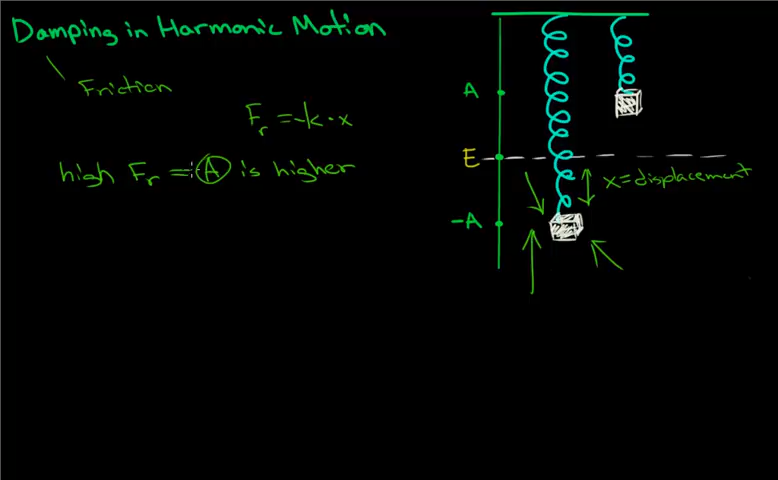 Damping in Harmonic Motion
Friction
Fr = -k · x
high Fr = A is higher
A
E
x = displacement
-A